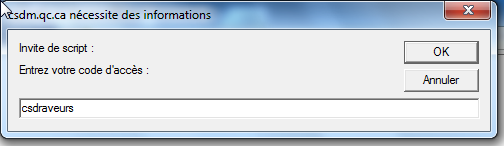 csdm.qc.ca nécessite des informations
Invite de script :
OK
Entrez votre code d'accès :
Annuler
csdraveurs